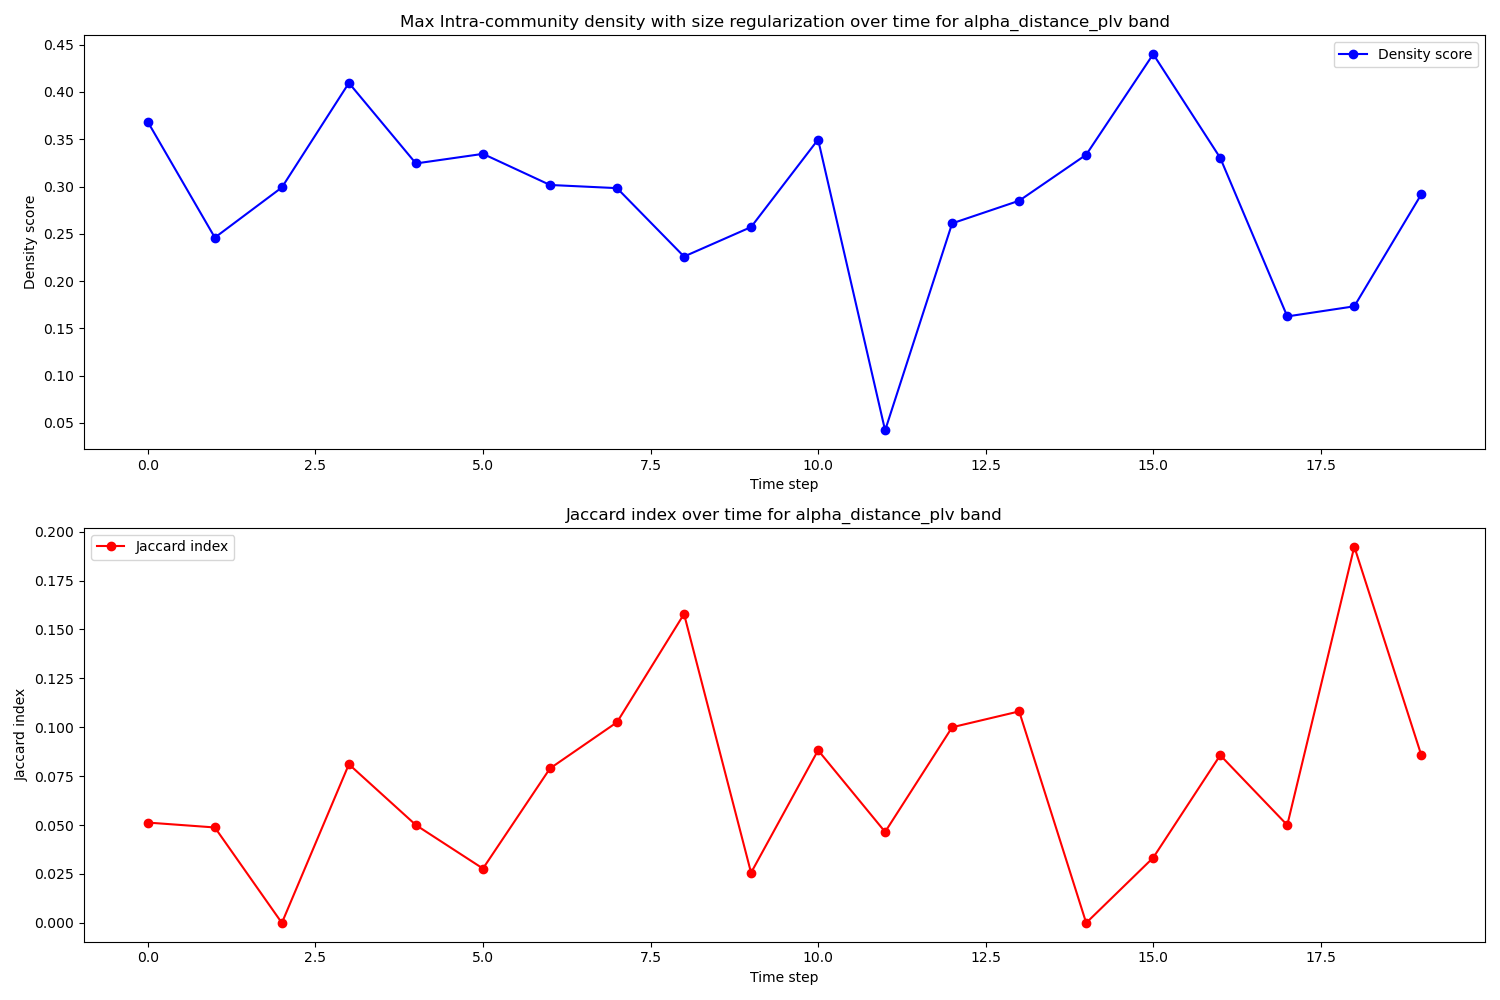 Max Intra-community density with size regularization over time for alpha_distance_plv band
0.45
0.40
0.35
0.30
0.25
0.20
0.15
0.10
0.05
Density score
Density score
0.0 2.5 5.0 7.5 10.0 12.5 15.0 17.5
Time step
Jaccard index over time for alpha_distance_plv band
0.200
0.175
0.150
0.125
0.100
0.075
0.050
0.025
0.000
Jaccard index
Jaccard index
0.0 2.5 5.0 7.5 10.0 12.5 15.0 17.5
Time step